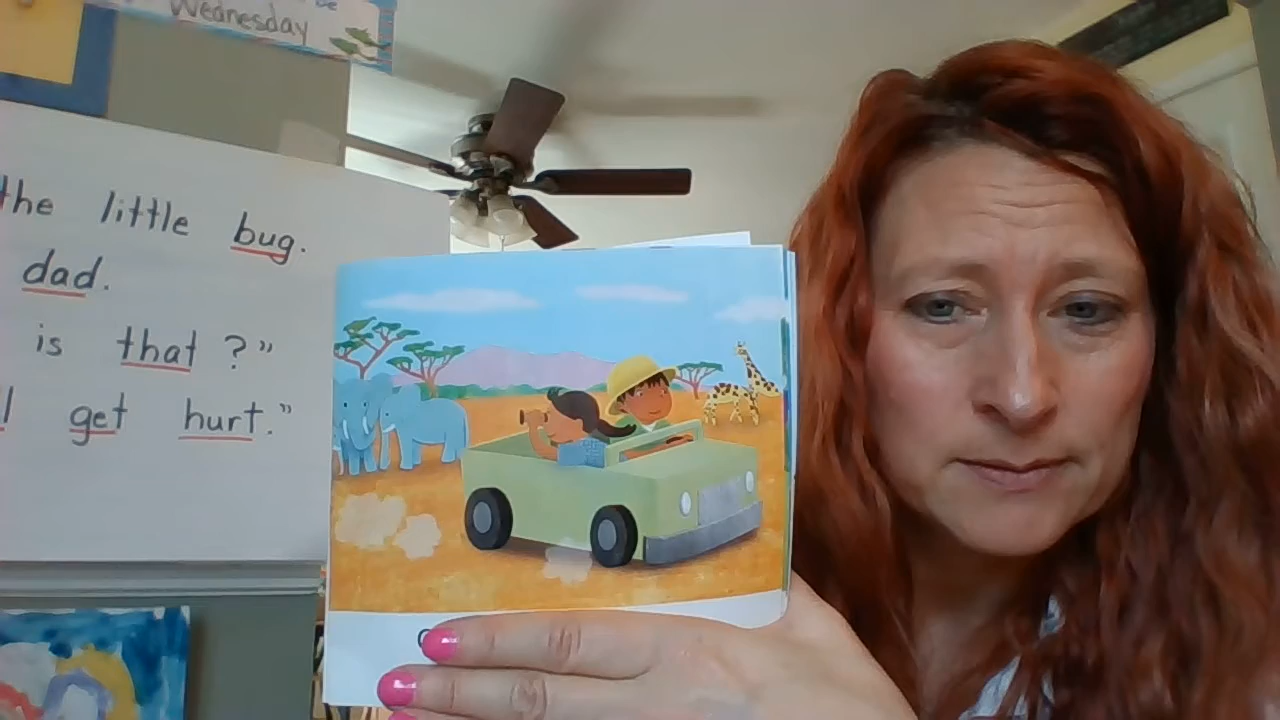 Wednesday
the little bug.
dad.
is that?"
get hurt."